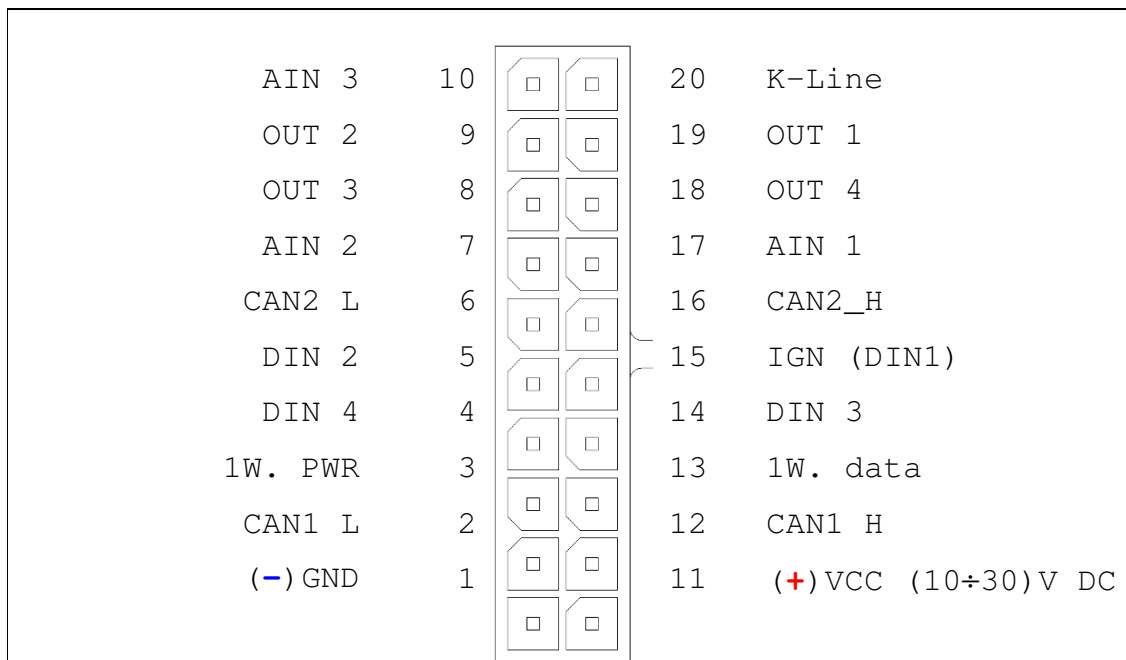 AIN 3 10 20 K-Line
OUT 2 9 19 OUT 1
OUT 3 8 18 OUT 4
AIN 2 7 17 AIN 1
CAN2 L 6 16 CAN2_H
DIN 2 5 15 IGN (DIN1)
DIN 4 4 14 DIN 3
1W. PWR 3 13 1W. data
CAN1 L 2 12 CAN1 H
(-)GND 1 11 (+)VCC (10÷30)V DC